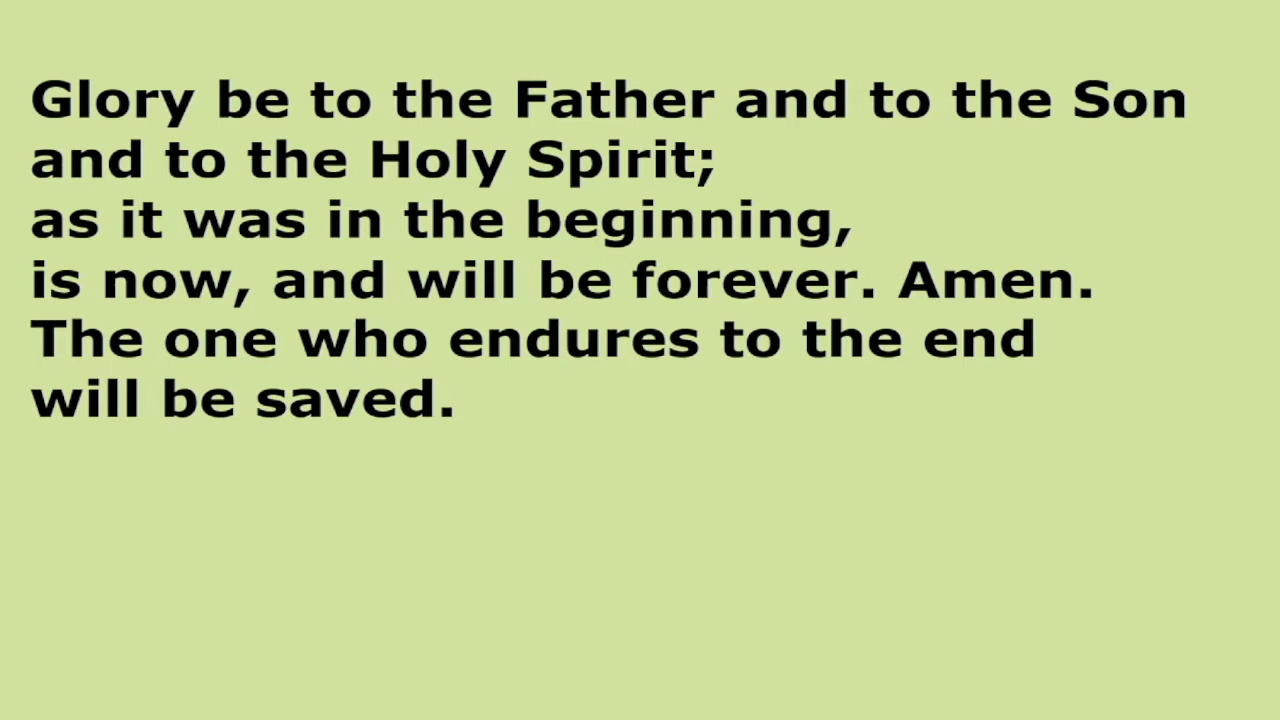 Glory be to the Father and to the Son
and to the Holy Spirit;
as it was in the beginning,
is now, and will be forever. Amen.
The one who endures to the end
will be saved.